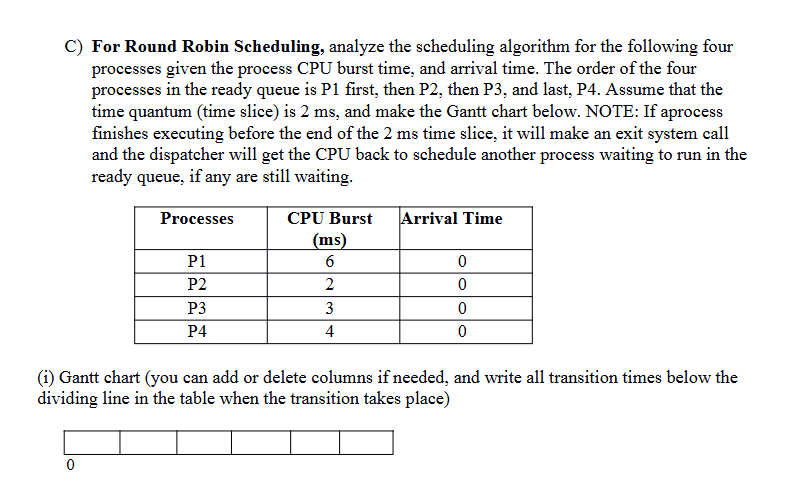 C) For Round Robin Scheduling, analyze the scheduling algorithm for the following four
processes given the process CPU burst time, and arrival time. The order of the four
processes in the ready queue is P1 first, then P2, then P3, and last, P4. Assume that the
time quantum (time slice) is 2 ms, and make the Gantt chart below. NOTE: If aprocess
finishes executing before the end of the 2 ms time slice, it will make an exit system call
and the dispatcher will get the CPU back to schedule another process waiting to run in the
ready queue, if any are still waiting.
Processes CPU Burst Arrival Time
(ms)
P1 6 0
P2 2 0
P3 3 0
P4 4 0
(i) Gantt chart (you can add or delete columns if needed, and write all transition times below the
dividing line in the table when the transition takes place)
0